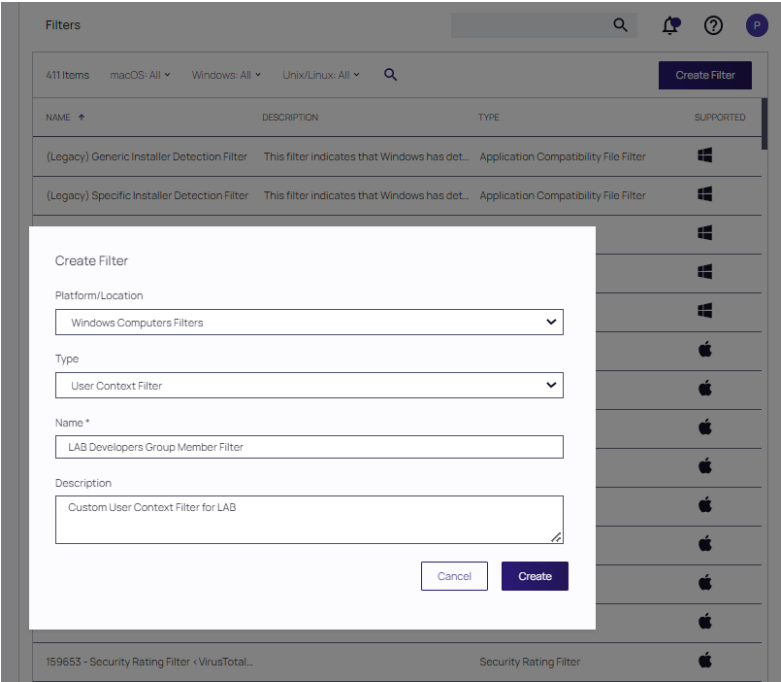 Filters
P
411 Items macOS: All Windows: All Unix/Linux: All
Create Filter
NAME DESCRIPTION TYPE SUPPORTED
(Legacy) Generic Installer Detection Filter This filter indicates that Windows has det... Application Compatibility File Filter
(Legacy) Specific Installer Detection Filter This filter indicates that Windows has det... Application Compatibility File Filter
Create Filter
Platform/Location
Windows Computers Filters
Type
User Context Filter
Name *
LAB Developers Group Member Filter
Description
Custom User Context Filter for LAB
Cancel Create
159653 - Security Rating Filter <VirusTotal... Security Rating Filter